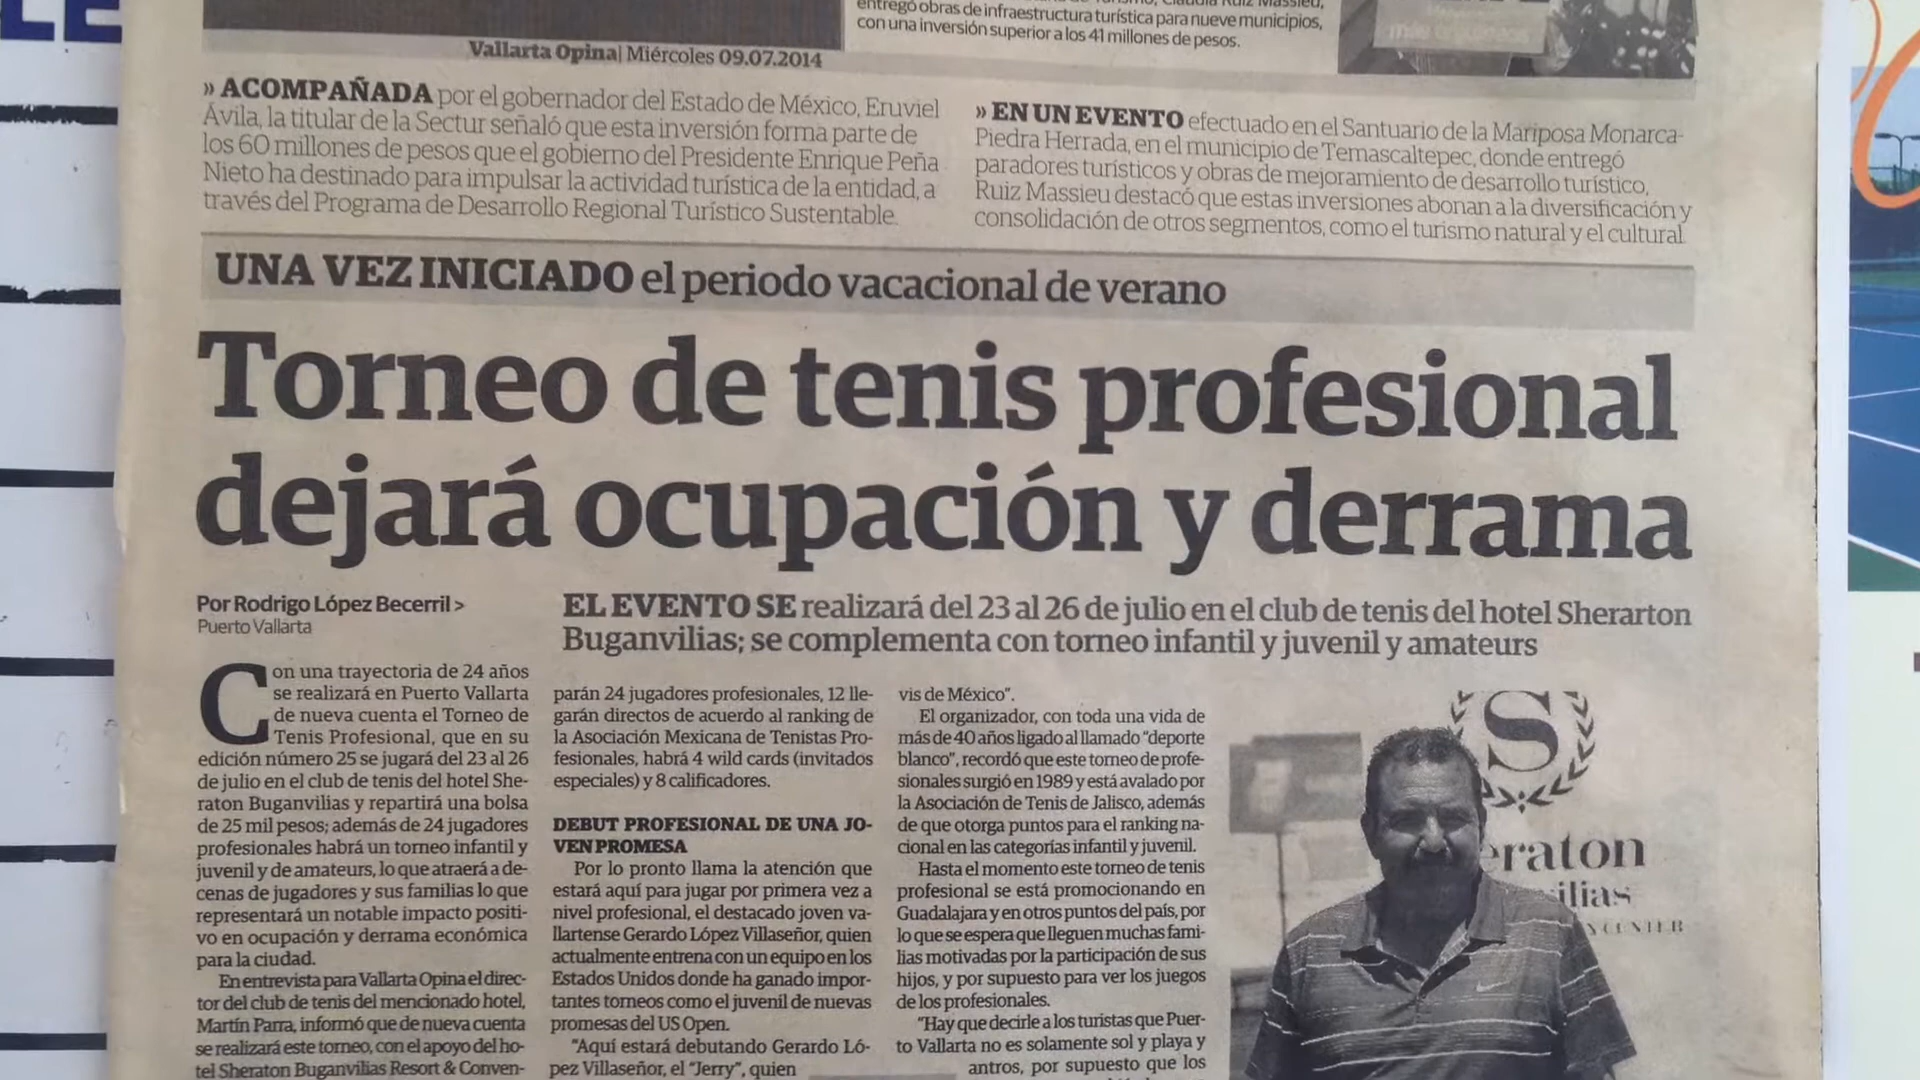 entregó obras de infraestructura turística para nueve municipios,
con una inversión superior a los 41 millones de pesos.
Vallarta Opina| Miércoles 09.07.2014
» ACOMPAÑADA por el gobernador del Estado de México, Eruviel
Ávila, la titular de la Sectur señaló que esta inversión forma parte de
los 60 millones de pesos que el gobierno del Presidente Enrique Peña
Nieto ha destinado para impulsar la actividad turística de la entidad, a
través del Programa de Desarrollo Regional Turístico Sustentable.
» EN UN EVENTO efectuado en el Santuario de la Mariposa Monarca-
Piedra Herrada, en el municipio de Temascaltepec, donde entregó
paradores turísticos y obras de mejoramiento de desarrollo turístico,
Ruiz Massieu destacó que estas inversiones abonan a la diversificación y
consolidación de otros segmentos, como el turismo natural y el cultural.
UNA VEZ INICIADO el periodo vacacional de verano
Torneo de tenis profesional
dejará ocupación y derrama
Por Rodrigo López Becerril >
Puerto Vallarta
EL EVENTO SE realizará del 23 al 26 de julio en el club de tenis del hotel Sherarton
Buganvilias; se complementa con torneo infantil y juvenil y amateurs
Con una trayectoria de 24 años
se realizará en Puerto Vallarta
de nueva cuenta el Torneo de
Tenis Profesional, que en su
edición número 25 se jugará del 23 al 26
de julio en el club de tenis del hotel She-
raton Buganvilias y repartirá una bolsa
de 25 mil pesos; además de 24 jugadores
profesionales habrá un torneo infantil y
juvenil y de amateurs, lo que atraerá a de-
cenas de jugadores y sus familias lo que
representará un notable impacto positi-
vo en ocupación y derrama económica
para la ciudad.
En entrevista para Vallarta Opina el direc-
tor del club de tenis del mencionado hotel,
Martín Parra, informó que de nueva cuenta
se realizará este torneo, con el apoyo del ho-
tel Sheraton Buganvilias Resort & Conven-
parán 24 jugadores profesionales, 12 lle-
garán directos de acuerdo al ranking de
la Asociación Mexicana de Tenistas Pro-
fesionales, habrá 4 wild cards (invitados
especiales) y 8 calificadores.
DEBUT PROFESIONAL DE UNA JO-
VEN PROMESA
Por lo pronto llama la atención que
estará aquí para jugar por primera vez a
nivel profesional, el destacado joven va-
llartense Gerardo López Villaseñor, quien
actualmente entrena con un equipo en los
Estados Unidos donde ha ganado impor-
tantes torneos como el juvenil de nuevas
promesas del US Open.
"Aquí estará debutando Gerardo Ló-
pez Villaseñor, el "Jerry", quien
vis de México".
El organizador, con toda una vida de
más de 40 años ligado al llamado "deporte
blanco", recordó que este torneo de profe-
sionales surgió en 1989 y está avalado por
la Asociación de Tenis de Jalisco, además
de que otorga puntos para el ranking na-
cional en las categorías infantil y juvenil.
Hasta el momento este torneo de tenis
profesional se está promocionando en
Guadalajara y en otros puntos del país, por
lo que se espera que lleguen muchas fami-
lias motivadas por la participación de sus
hijos, y por supuesto para ver los juegos
de los profesionales.
"Hay que decirle a los turistas que Puer-
to Vallarta no es solamente sol y playa y
antros, por supuesto que los
S
eraton
ilias